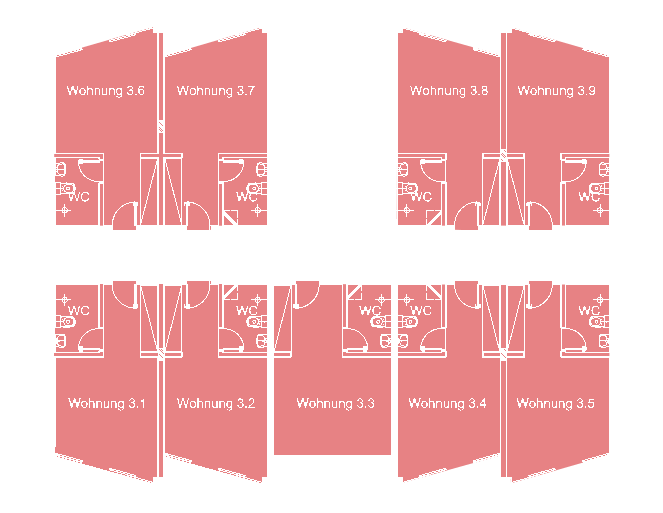 Wohnung 3.6
Wohnung 3.7
Wohnung 3.8
Wohnung 3.9
WC
WC
WC
WC
WC
WC
WC
WC
WC
Wohnung 3.1
Wohnung 3.2
Wohnung 3.3
Wohnung 3.4
Wohnung 3.5